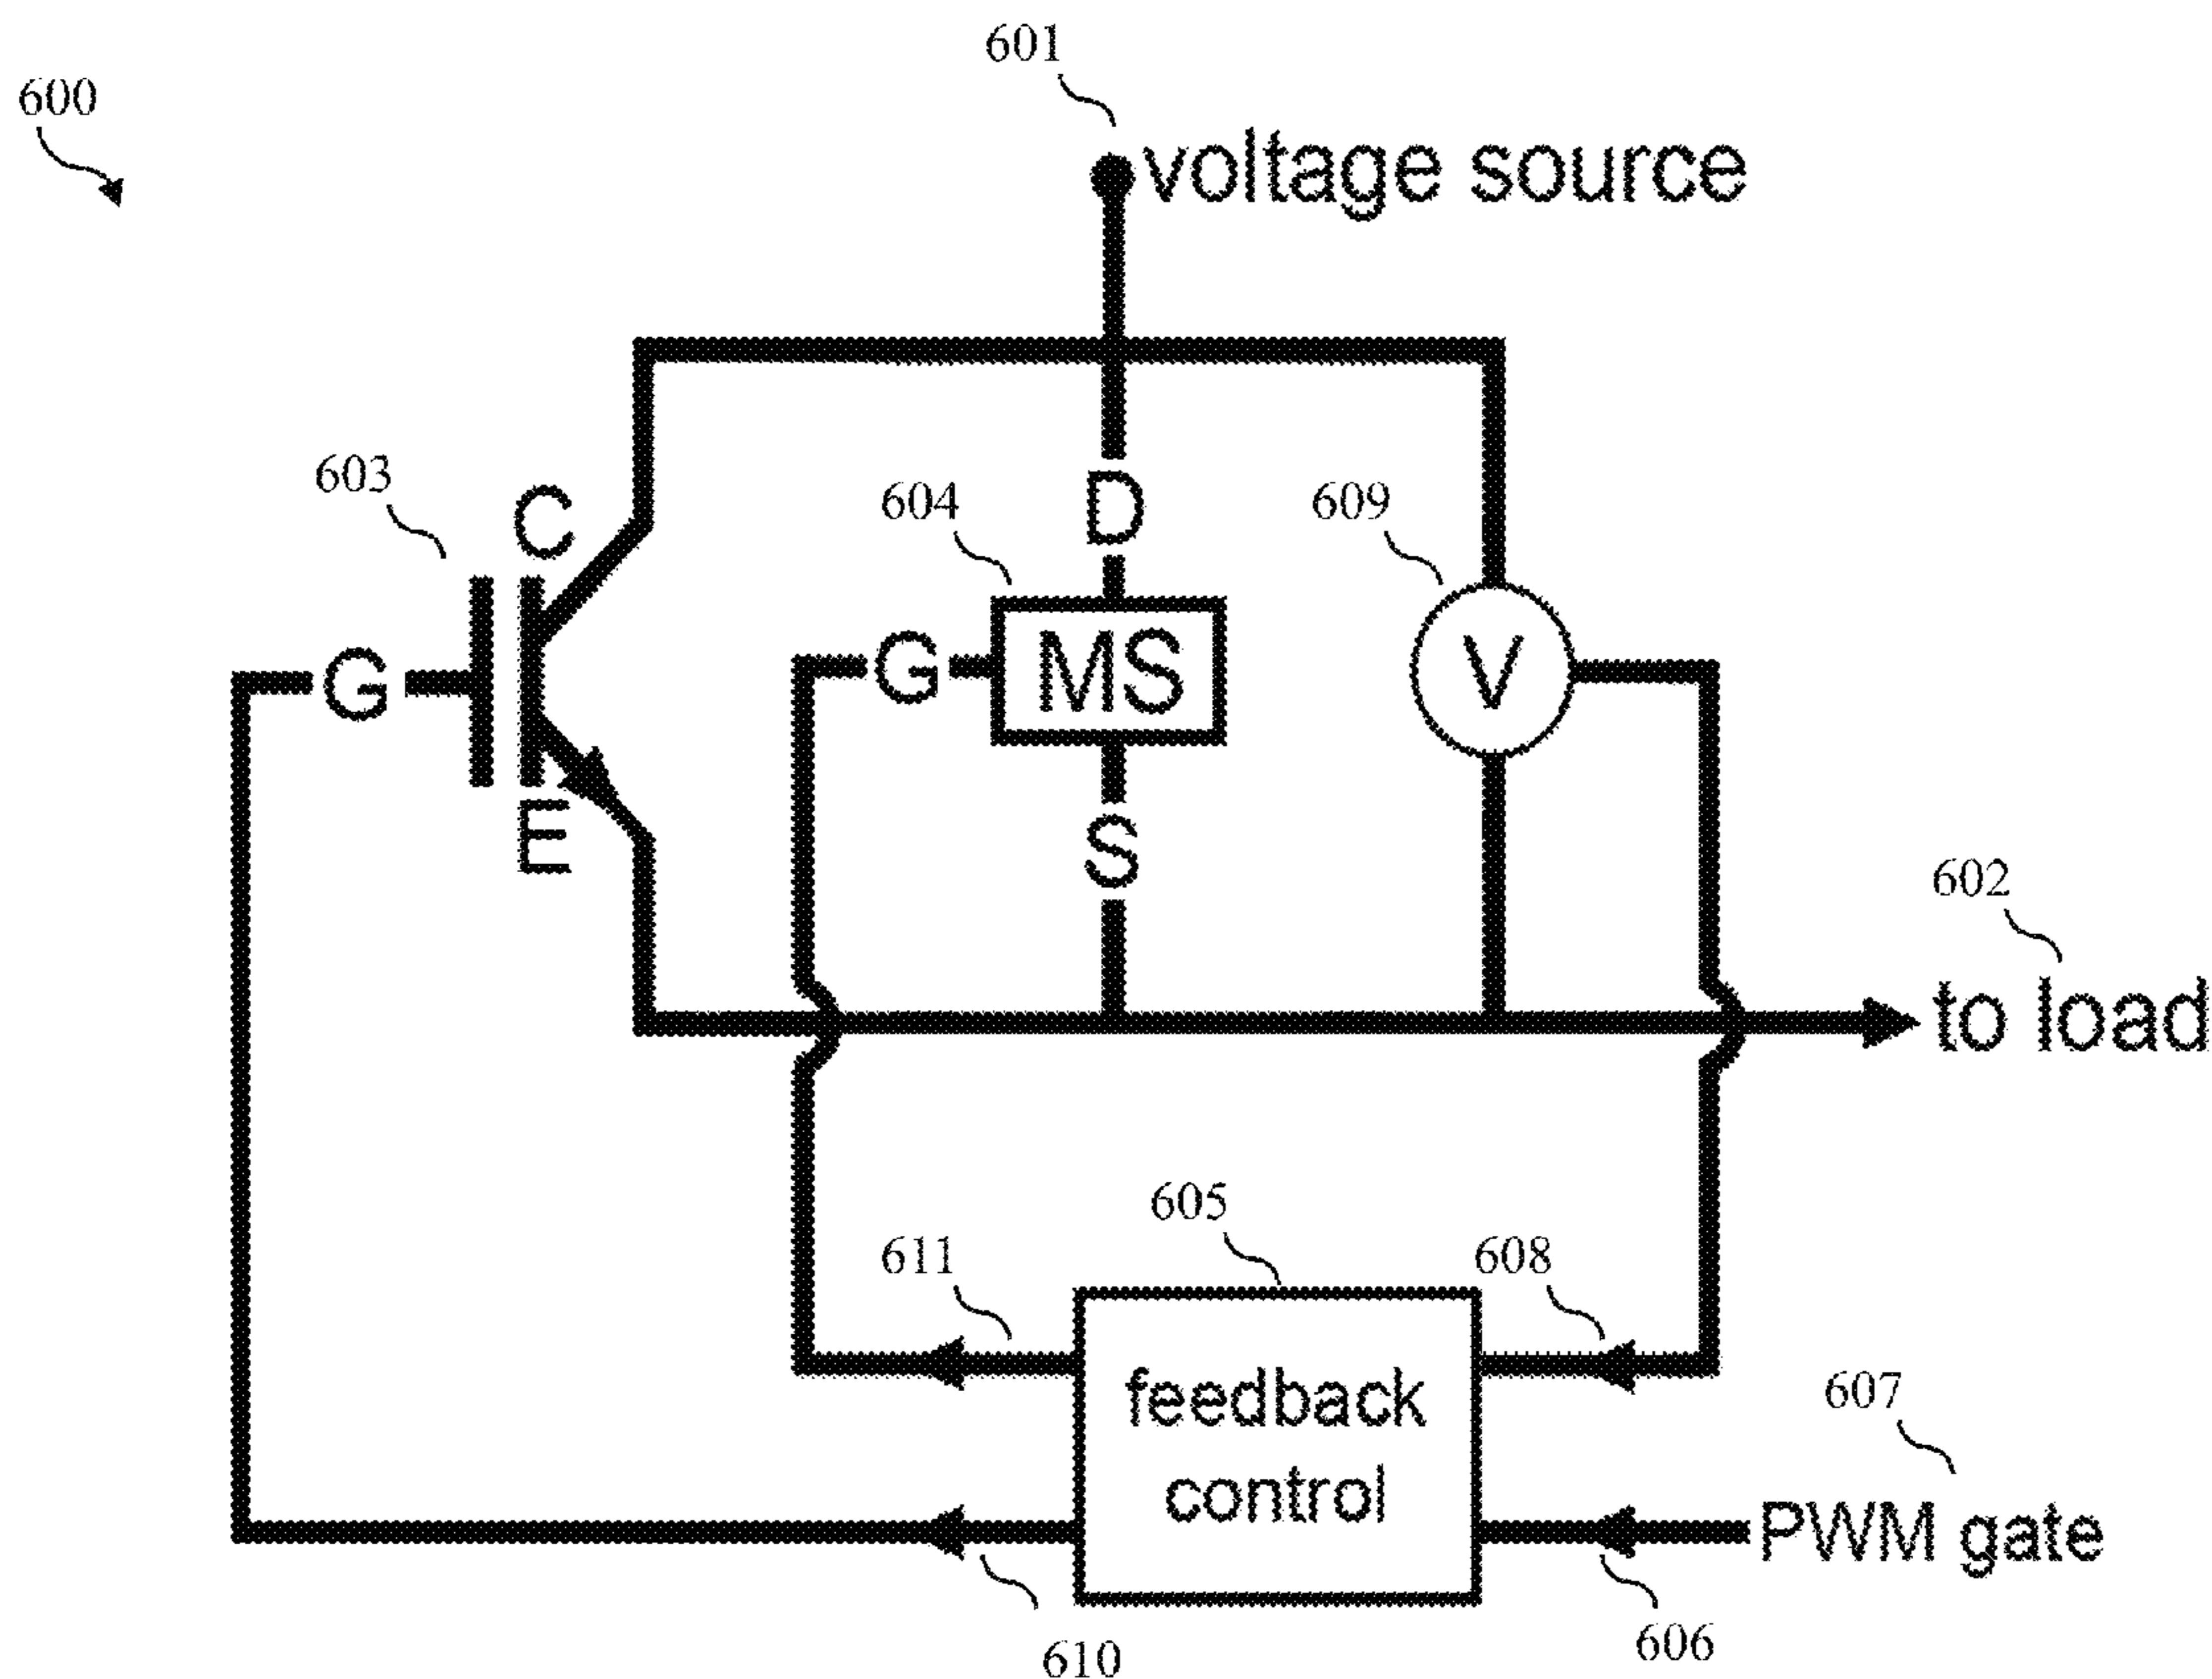 601
600
voltage source
603
C
604
D
609
G
G
MS
V
E
S
602
to load
605
611
608
feedback
control
607
PWM gate
610
606